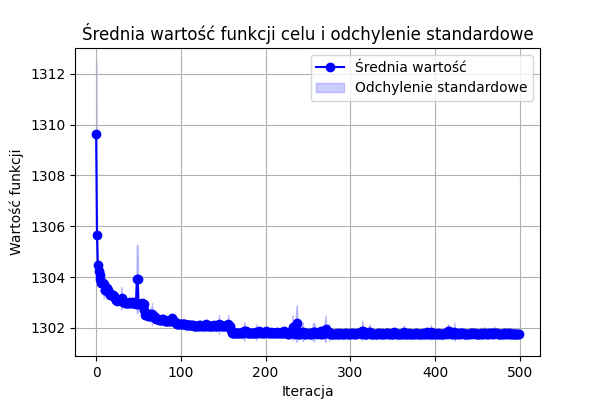 Średnia wartość funkcji celu i odchylenie standardowe
Średnia wartość
Odchylenie standardowe
Wartość funkcji
1312
1310
1308
1306
1304
1302
0 100 200 300 400 500
Iteracja